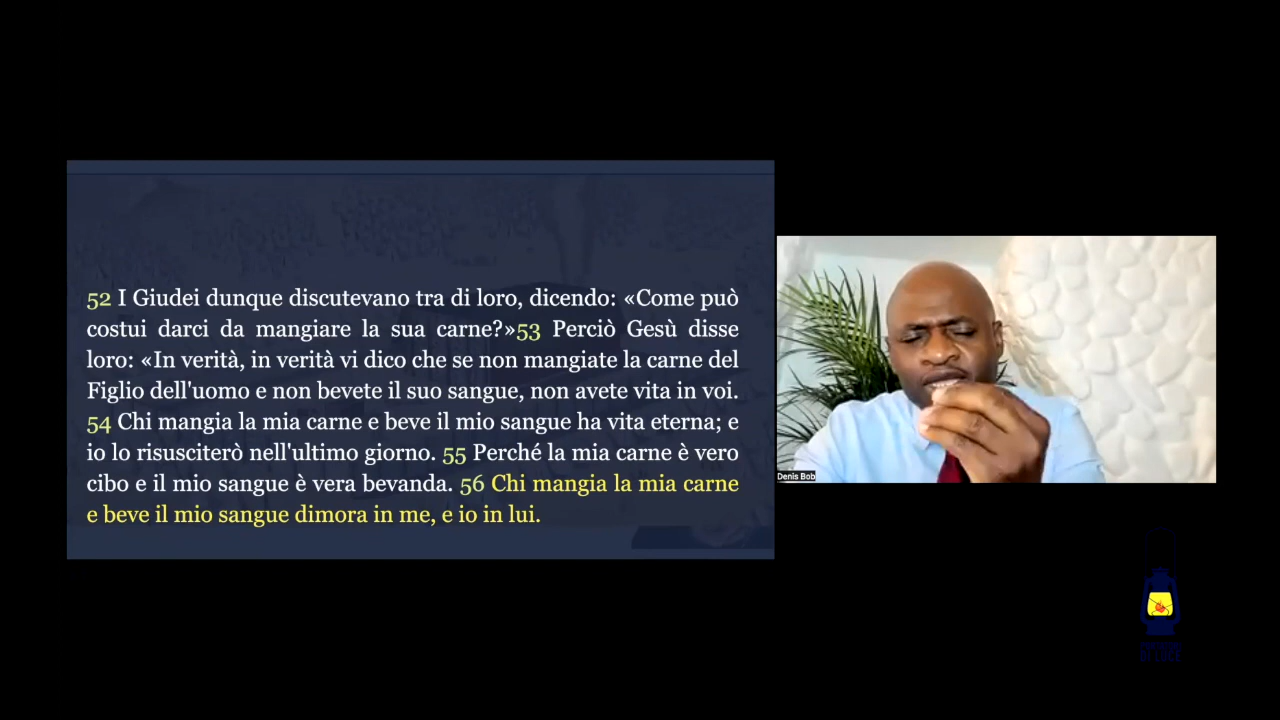 52 I Giudei dunque discutevano tra di loro, dicendo: «Come può
costui darci da mangiare la sua carne?»53 Perciò Gesù disse
loro: «In verità, in verità vi dico che se non mangiate la carne del
Figlio dell'uomo e non bevete il suo sangue, non avete vita in voi.
54 Chi mangia la mia carne e beve il mio sangue ha vita eterna; e
io lo risusciterò nell'ultimo giorno. 55 Perché la mia carne è vero
cibo e il mio sangue è vera bevanda. 56 Chi mangia la mia carne
e beve il mio sangue dimora in me, e io in lui.
Denis Bob
DI LUCE